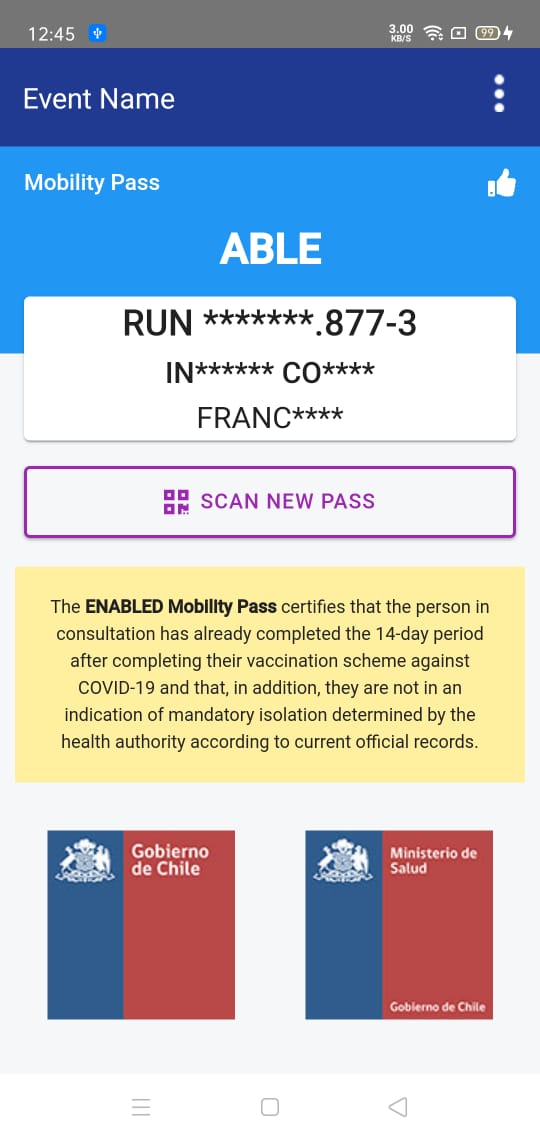 12:45
3.00
KB/S
99
Event Name
Mobility Pass
ABLE
RUN *******.877-3
IN****** CO****
FRANC****
SCAN NEW PASS
The ENABLED Mobility Pass certifies that the person in
consultation has already completed the 14-day period
after completing their vaccination scheme against
COVID-19 and that, in addition, they are not in an
indication of mandatory isolation determined by the
health authority according to current official records.
Gobierno
de Chile
Ministerio de
Salud
Gobierno de Chile